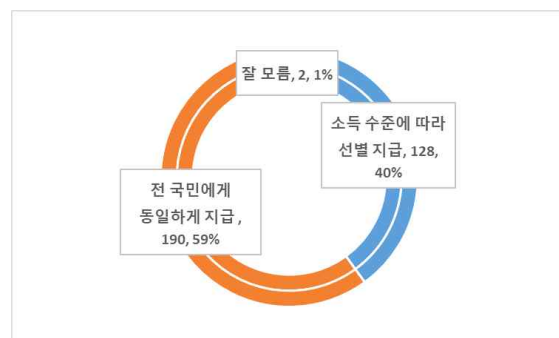 잘 모름, 2, 1%
소득 수준에 따라
선별 지급, 128,
40%
전 국민에게
동일하게 지급 ,
190, 59%